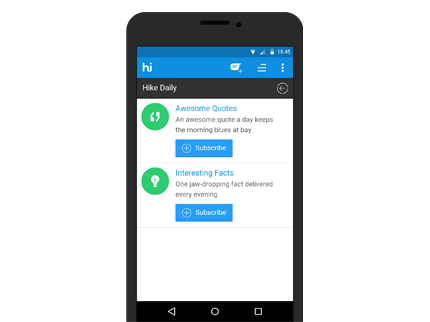 15:45
hi
Hike Daily
Awesome Quotes
An awesome quote a day keeps
the morning blues at bay
Subscribe
Interesting Facts
One jaw-dropping fact delivered
every evening
Subscribe